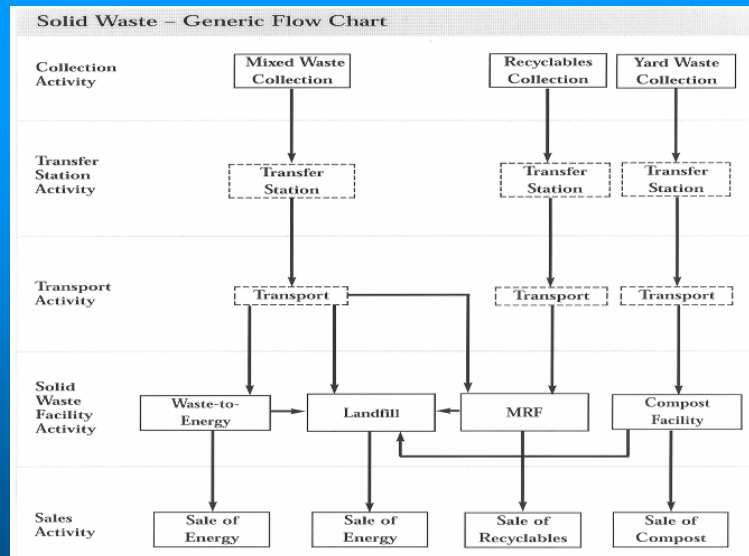 Solid Waste – Generic Flow Chart
Collection
Activity
Mixed Waste
Collection
Recyclables
Collection
Yard Waste
Collection
Transfer
Station
Activity
Transfer
Station
Transfer
Station
Transfer
Station
Transport
Activity
Transport
Transport
Transport
Solid
Waste
Facility
Activity
Waste-to-
Energy
Landfill
MRF
Compost
Facility
Sales
Activity
Sale of
Energy
Sale of
Energy
Sale of
Recyclables
Sale of
Compost